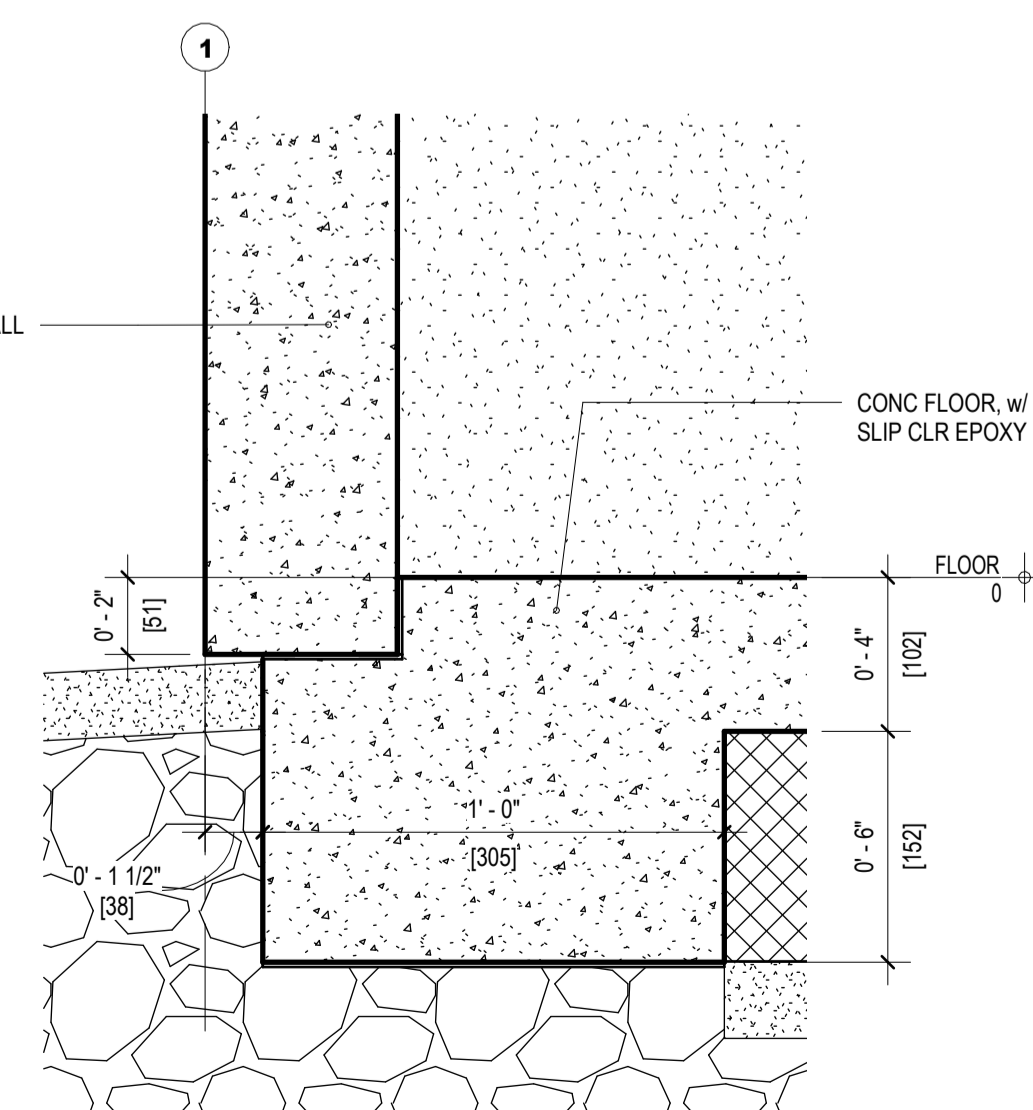 1
ALL
CONC FLOOR, w/
SLIP CLR EPOXY
FLOOR
0
0' - 2"
[51]
0' - 4"
[102]
1' - 0"
[305]
0' - 6"
[152]
0' - 1 1/2"
[38]